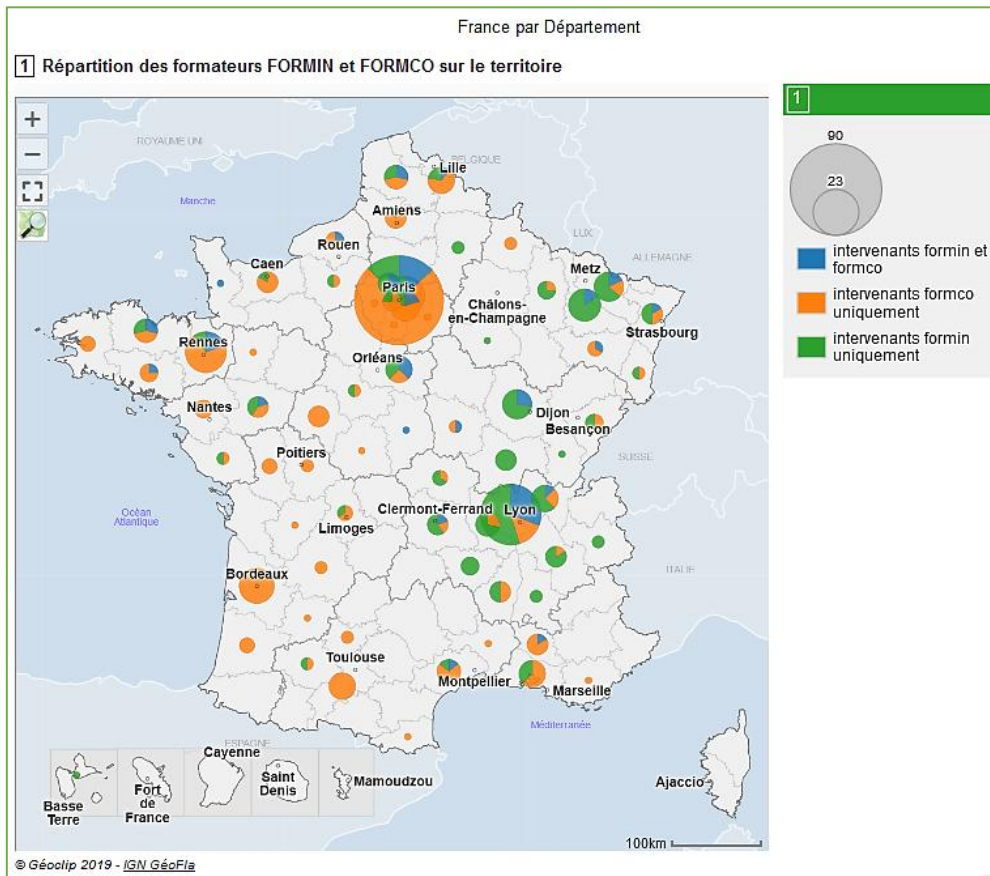 France par Département
1 Répartition des formateurs FORMIN et FORMCO sur le territoire
1
+
−
90
23
intervenants formin et
formco
intervenants formco
uniquement
intervenants formin
uniquement
ROYAUME UNI
BELGIQUE
Lille
Manche
Amiens
LUX
Rouen
ALLEMAGNE
Metz
Caen
Paris
Châlons-
en-Champagne
Strasbourg
Rennes
Orléans
Nantes
Dijon
Besançon
Poitiers
SUISSE
Océan
Atlantique
Clermont-Ferrand
Lyon
Limoges
ITALIE
Bordeaux
Toulouse
Montpellier
Marseille
Méditerranée
ESPAGNE
Cayenne
Saint
Denis
Mamoudzou
Ajaccio
Basse
Terre
Fort
de
France
100km
© Géoclip 2019 - IGN GéoFla